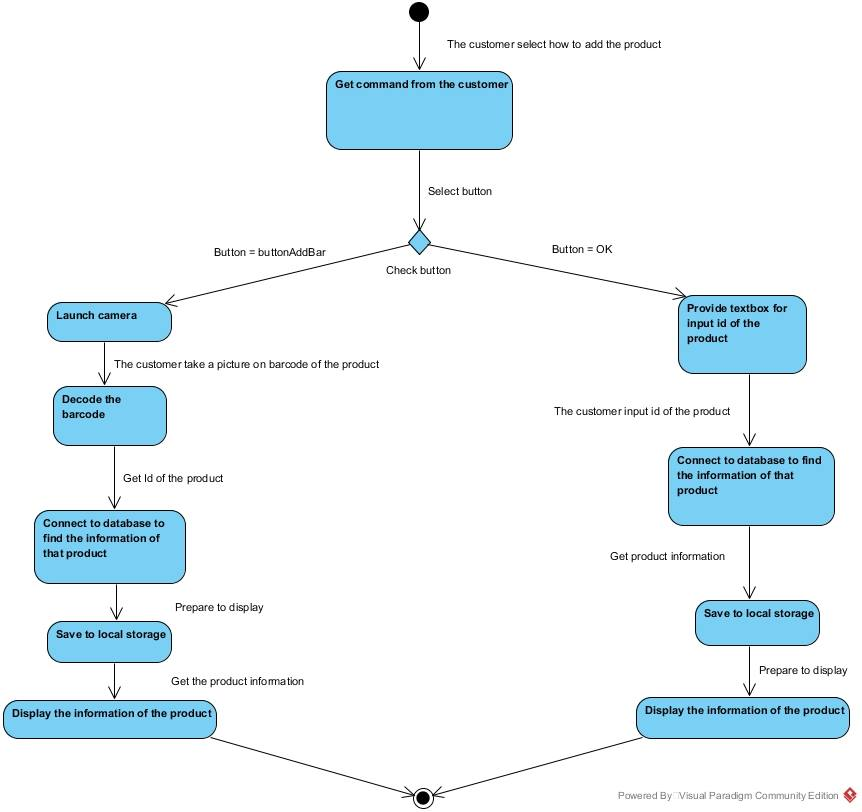 The customer select how to add the product
Get command from the customer
Select button
Button = buttonAddBar
Button = OK
Check button
Launch camera
Provide textbox for
input id of the
product
The customer take a picture on barcode of the product
Decode the
barcode
The customer input id of the product
Get Id of the product
Connect to database to find
the information of that
product
Connect to database to
find the information of
that product
Get product information
Prepare to display
Save to local storage
Save to local storage
Get the product information
Prepare to display
Display the information of the product
Display the information of the product
Powered By Visual Paradigm Community Edition